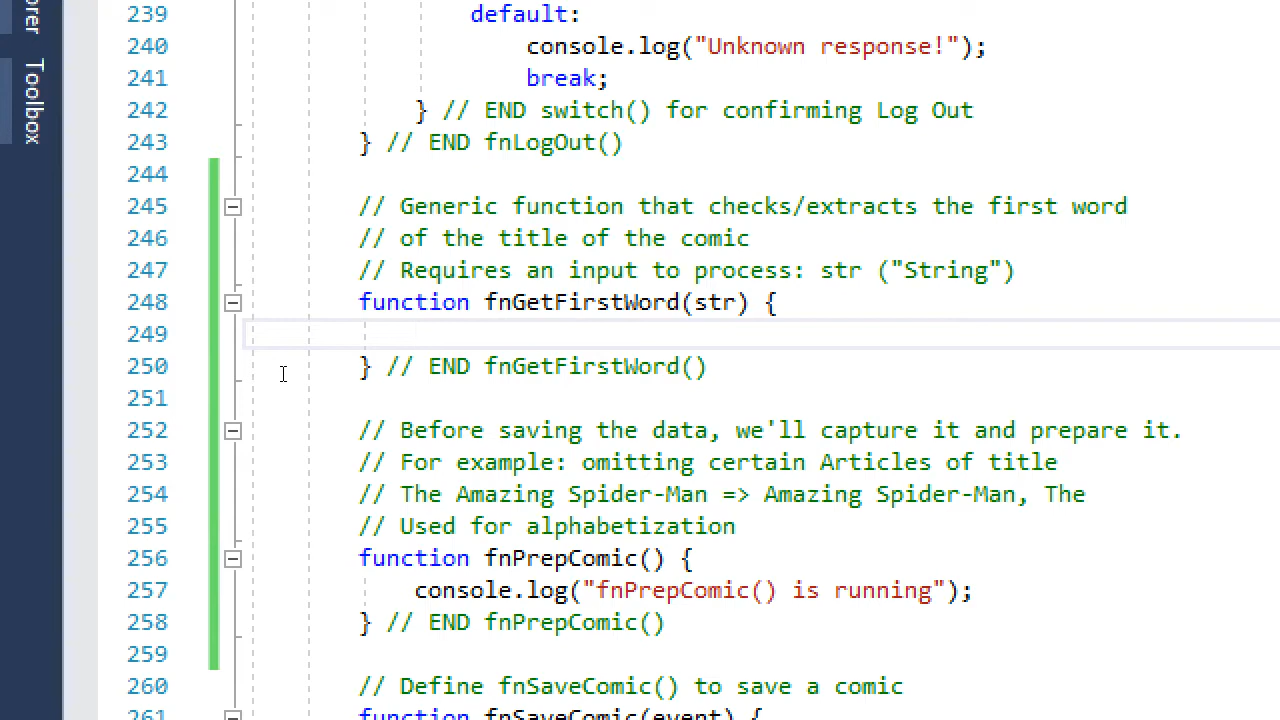 orer
Toolbox
239 default:
240 console.log("Unknown response!");
241 break;
242 } // END switch() for confirming Log Out
243 } // END fnLogOut()
244
245 // Generic function that checks/extracts the first word
246 // of the title of the comic
247 // Requires an input to process: str ("String")
248 function fnGetFirstWord(str) {
249
250 } // END fnGetFirstWord()
251
252 // Before saving the data, we'll capture it and prepare it.
253 // For example: omitting certain Articles of title
254 // The Amazing Spider-Man => Amazing Spider-Man, The
255 // Used for alphabetization
256 function fnPrepComic() {
257 console.log("fnPrepComic() is running");
258 } // END fnPrepComic()
259
260 // Define fnSaveComic() to save a comic
261 function fnSaveComic(event) {